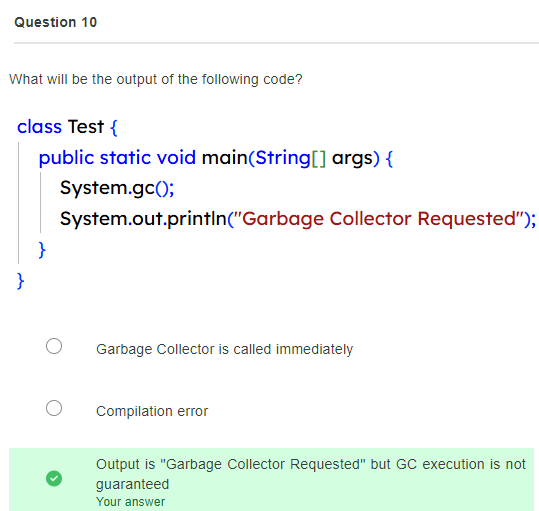 Question 10
What will be the output of the following code?
class Test {
public static void main(String[] args) {
System.gc();
System.out.println("Garbage Collector Requested");
}
}
Garbage Collector is called immediately
Compilation error
Output is "Garbage Collector Requested" but GC execution is not
guaranteed
Your answer